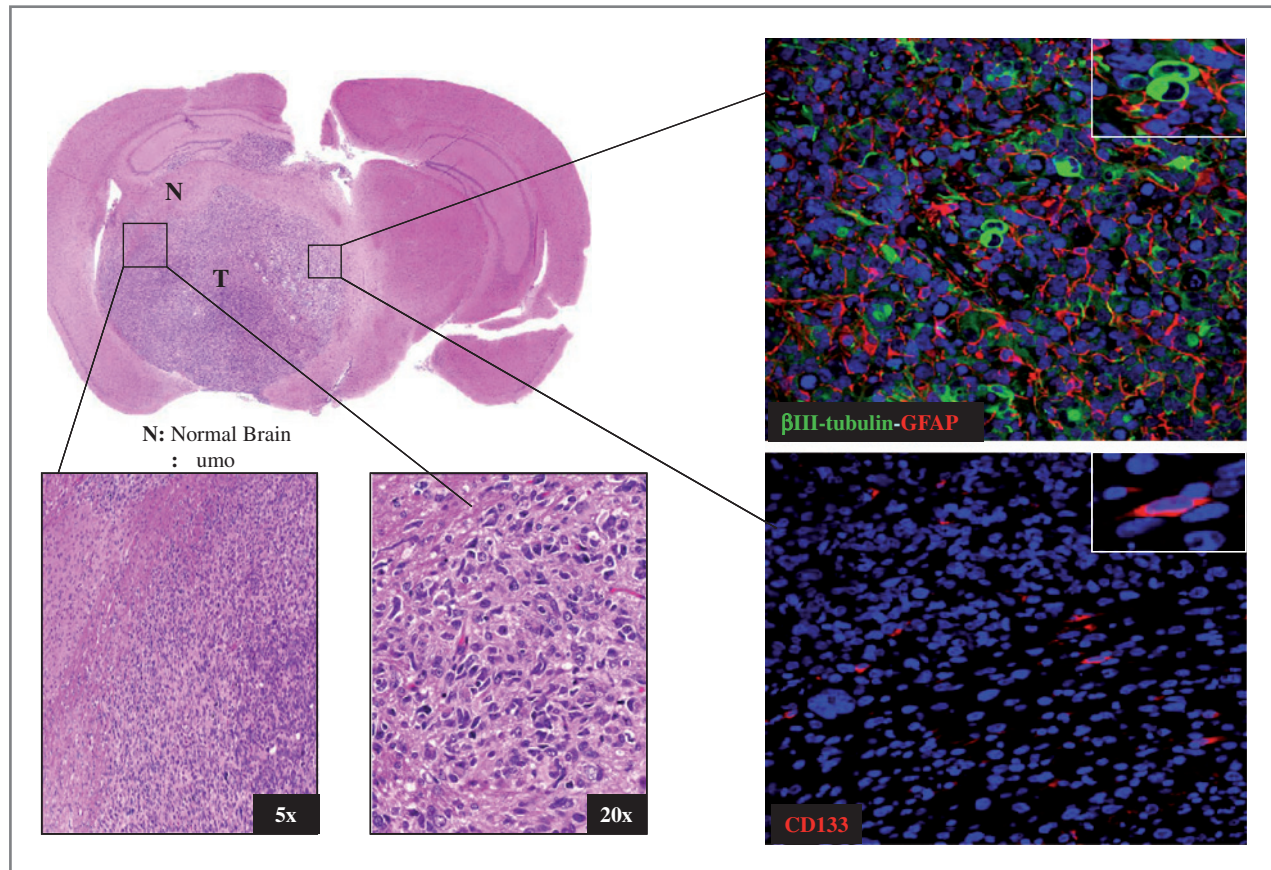 N
T
N: Normal Brain
: umo
5x
20x
βIII-tubulin-GFAP
CD133